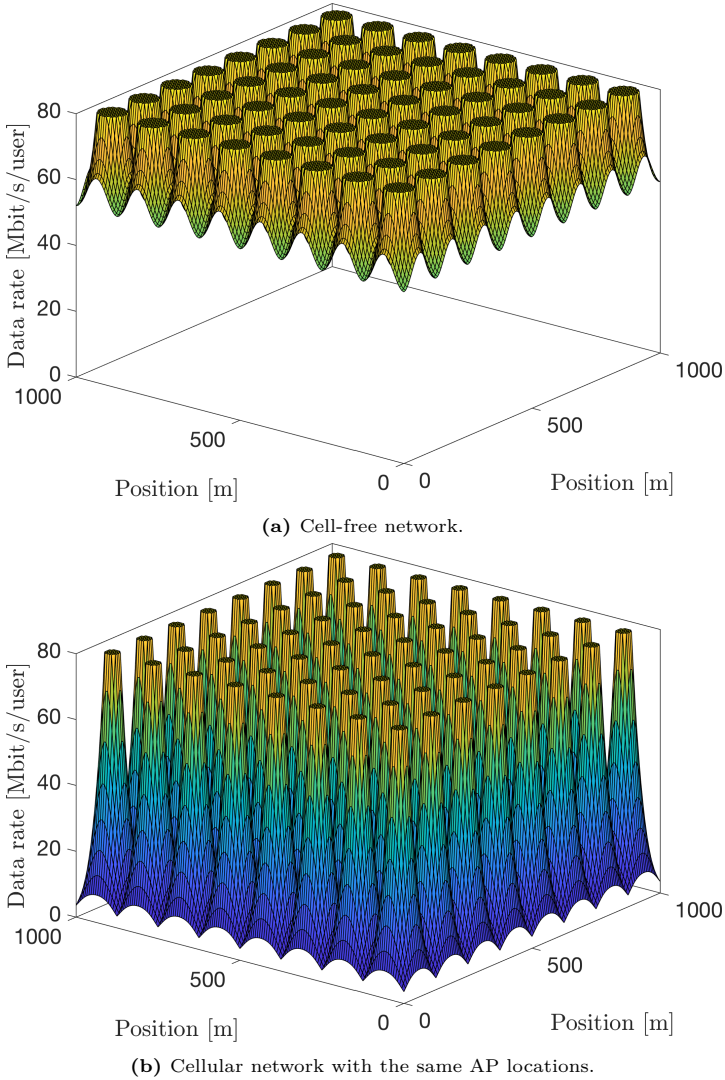 80
60
40
20
0
Data rate [Mbit/s/user]
1000
500
0
Position [m]
0
500
1000
Position [m]
(a) Cell-free network.
80
60
40
20
0
Data rate [Mbit/s/user]
1000
500
0
Position [m]
0
500
1000
Position [m]
(b) Cellular network with the same AP locations.